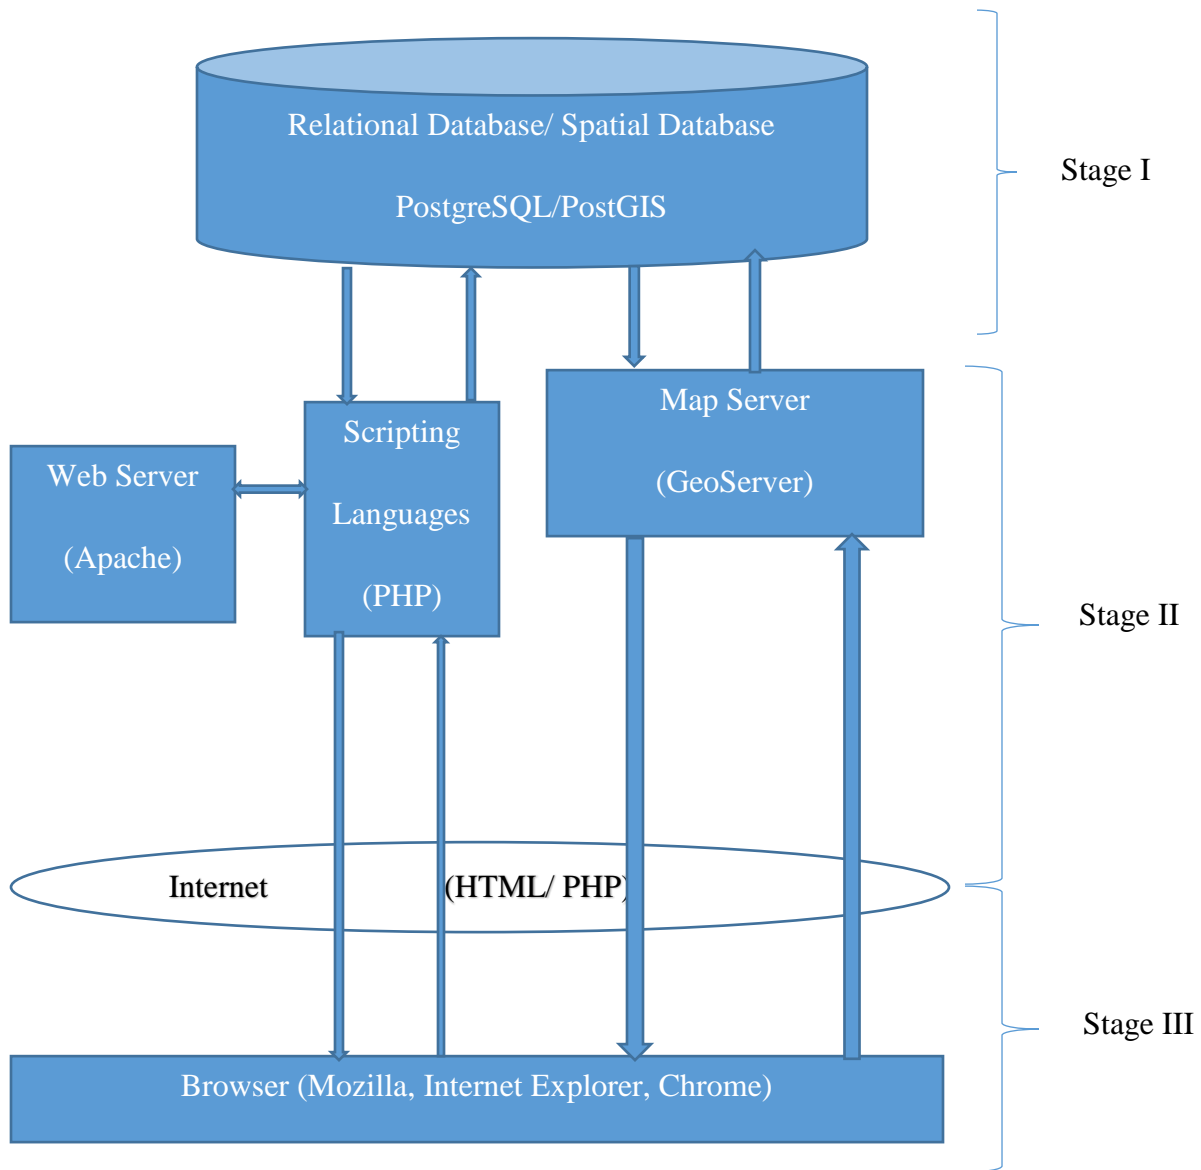 Relational Database/ Spatial Database
PostgreSQL/PostGIS
Stage I
Map Server
(GeoServer)
Scripting
Languages
(PHP)
Web Server
(Apache)
Stage II
Internet
(HTML/ PHP)
Stage III
Browser (Mozilla, Internet Explorer, Chrome)